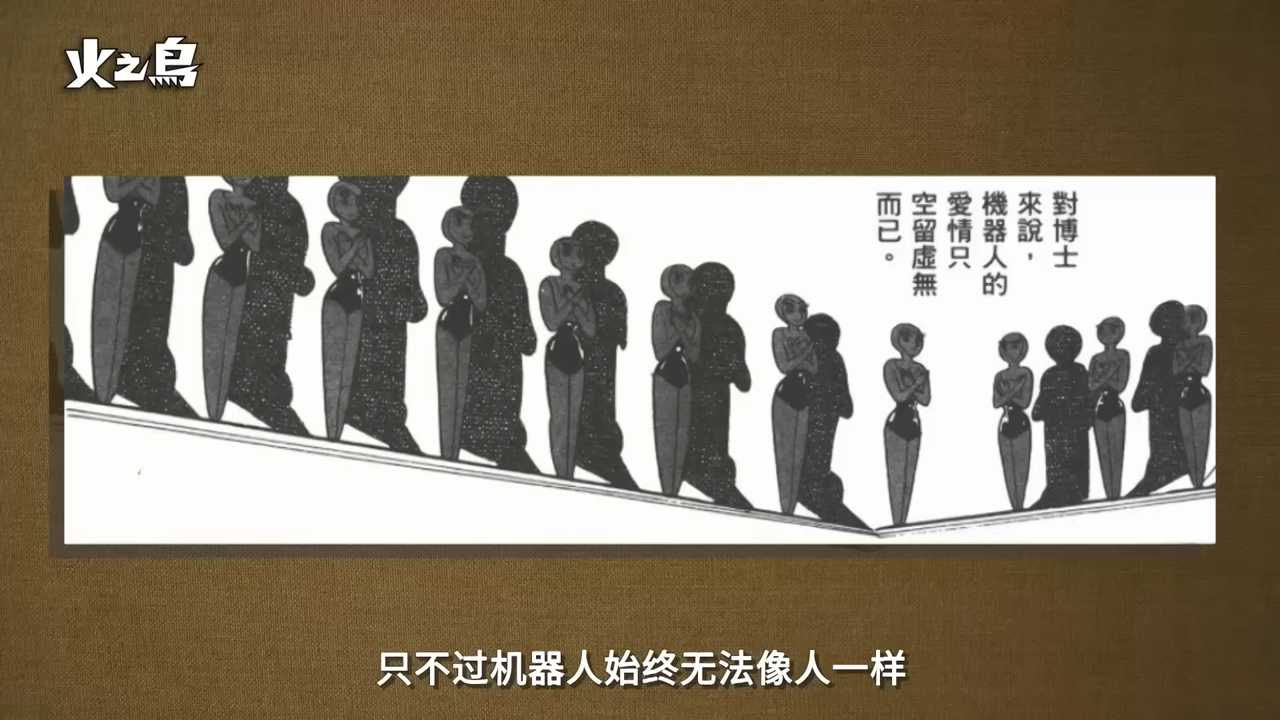 火之鳥
對博士
來說，
機器人的
愛情只
空留虛無
而已。
只不过机器人始终无法像人一样